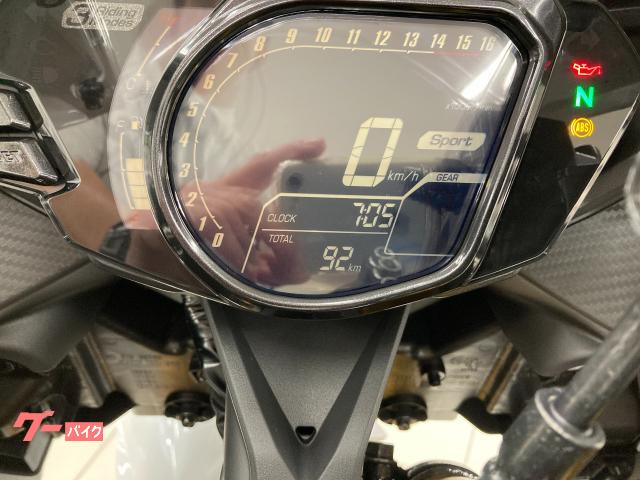 3 Riding Modes
0 1 2 3 4 5 6 7 8 9 10 11 12 13 14 15 16
0 km/h
Sport
GEAR
CLOCK 7:05
TOTAL
92 km
N
ABS
グーバイク